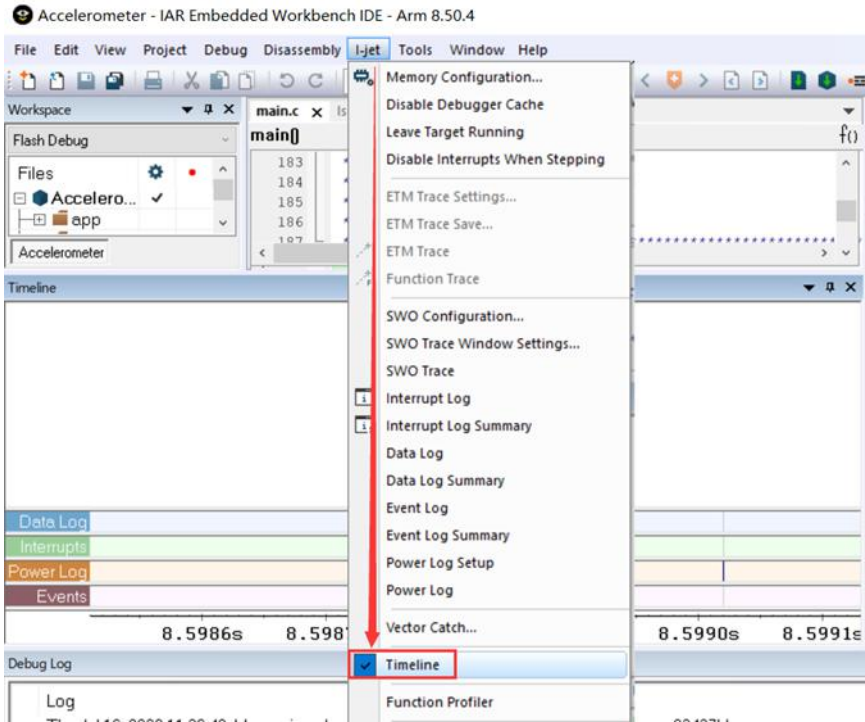 Accelerometer - IAR Embedded Workbench IDE - Arm 8.50.4
File Edit View Project Debug Disassembly I-jet Tools Window Help
Workspace
main.c
Flash Debug
main()
f()
Files
Accelero...
app
Accelerometer
183
184
185
186
187
Memory Configuration...
Disable Debugger Cache
Leave Target Running
Disable Interrupts When Stepping
ETM Trace Settings...
ETM Trace Save...
ETM Trace
Function Trace
SWO Configuration...
SWO Trace Window Settings...
SWO Trace
Interrupt Log
Interrupt Log Summary
Data Log
Data Log Summary
Event Log
Event Log Summary
Power Log Setup
Power Log
Vector Catch...
Timeline
Function Profiler
Timeline
Data Log
Interrupts
Power Log
Events
8.5986s 8.598 8.5990s 8.5991s
Debug Log
Log